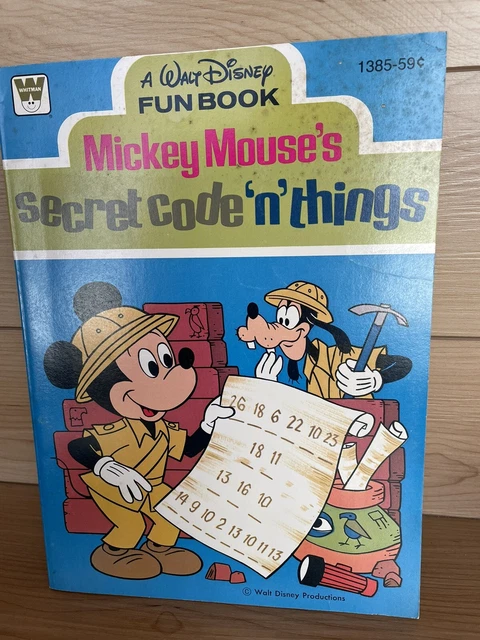 WHITMAN
A WALT DISNEY
FUN BOOK
1385-59¢
Mickey Mouse's
secret code 'n' things
26 18 6 22 10 23
18 11
13 16 10
14 9 10 2 13 10 11 13
© Walt Disney Productions